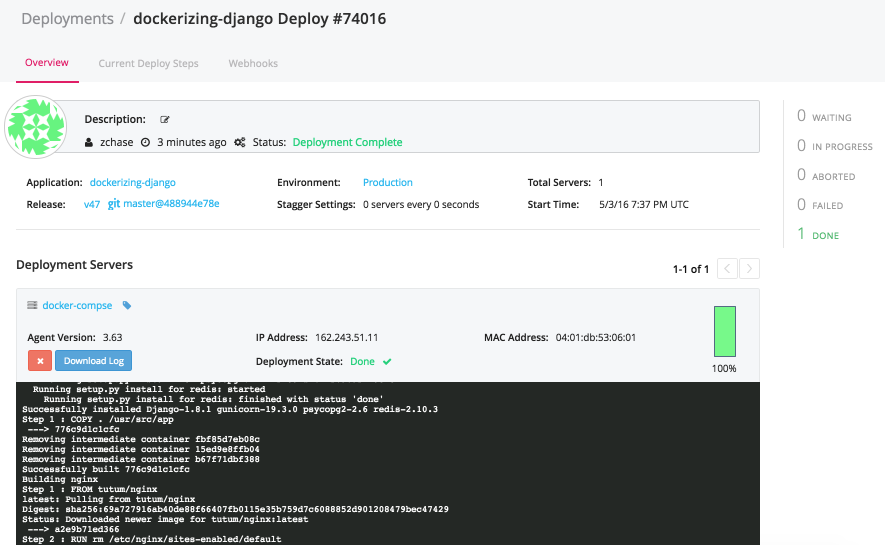 Deployments / dockerizing-django Deploy #74016
Overview Current Deploy Steps Webhooks
Description:
zchase 3 minutes ago Status: Deployment Complete
Application: dockerizing-django Environment: Production Total Servers: 1
Release: v47 git master@488944e78e Stagger Settings: 0 servers every 0 seconds Start Time: 5/3/16 7:37 PM UTC
0 WAITING
0 IN PROGRESS
0 ABORTED
0 FAILED
1 DONE
Deployment Servers
1-1 of 1
docker-compse
Agent Version: 3.63 IP Address: 162.243.51.11 MAC Address: 04:01:db:53:06:01
Download Log Deployment State: Done
100%
Running setup.py install for redis: started
Running setup.py install for redis: finished with status 'done'
Successfully installed Django-1.8.1 gunicorn-19.3.0 psycopg2-2.6 redis-2.10.3
Step 1 : COPY . /usr/src/app
---> 776c9d1c1cfc
Removing intermediate container fbf85d7eb08c
Removing intermediate container 15ed9e8ffb04
Removing intermediate container b67f71dbf388
Successfully built 776c9d1c1cfc
Building nginx
Step 1 : FROM tutum/nginx
latest: Pulling from tutum/nginx
Digest: sha256:69a727916ab40de88f66407fb0115e35b759d7c6088852d901208479bec47429
Status: Downloaded newer image for tutum/nginx:latest
---> a2e9b71ed366
Step 2 : RUN rm /etc/nginx/sites-enabled/default